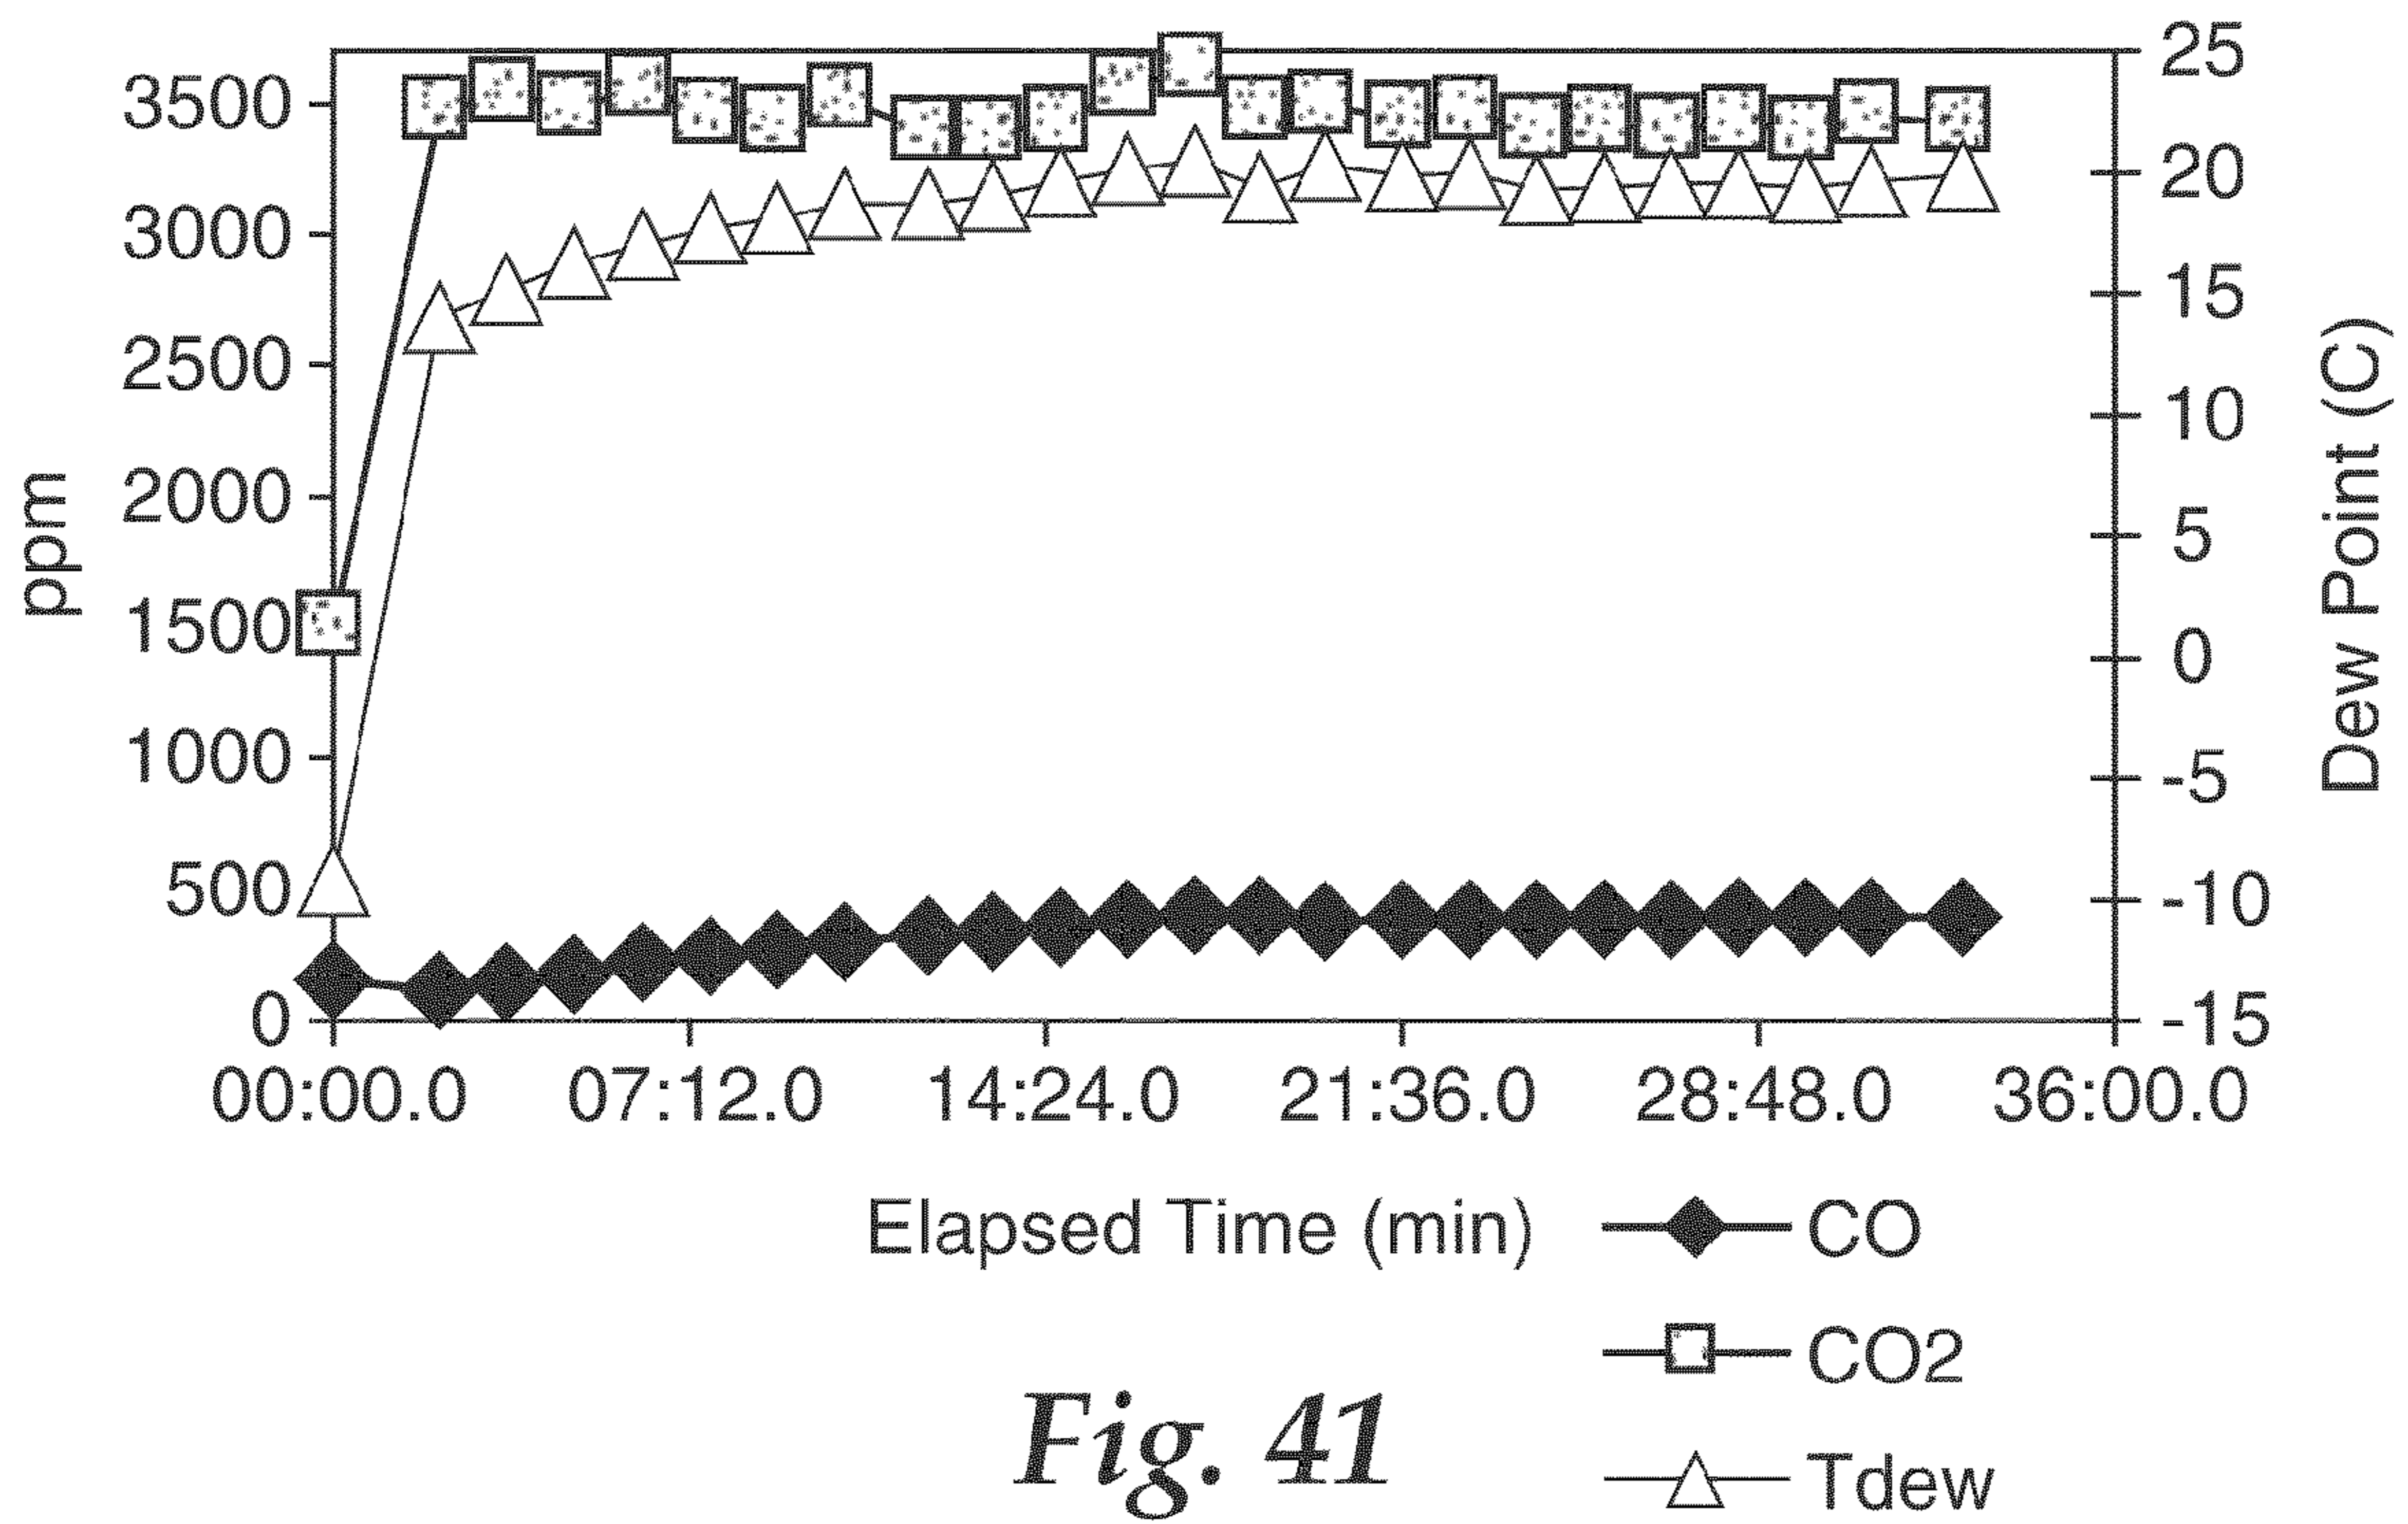 3500
3000
2500
2000
1500
1000
500
0
ppm
25
20
15
10
5
0
-5
-10
-15
Dew Point (C)
00:00.0 07:12.0 14:24.0 21:36.0 28:48.0 36:00.0
Elapsed Time (min)
CO
CO2
Tdew
Fig. 41